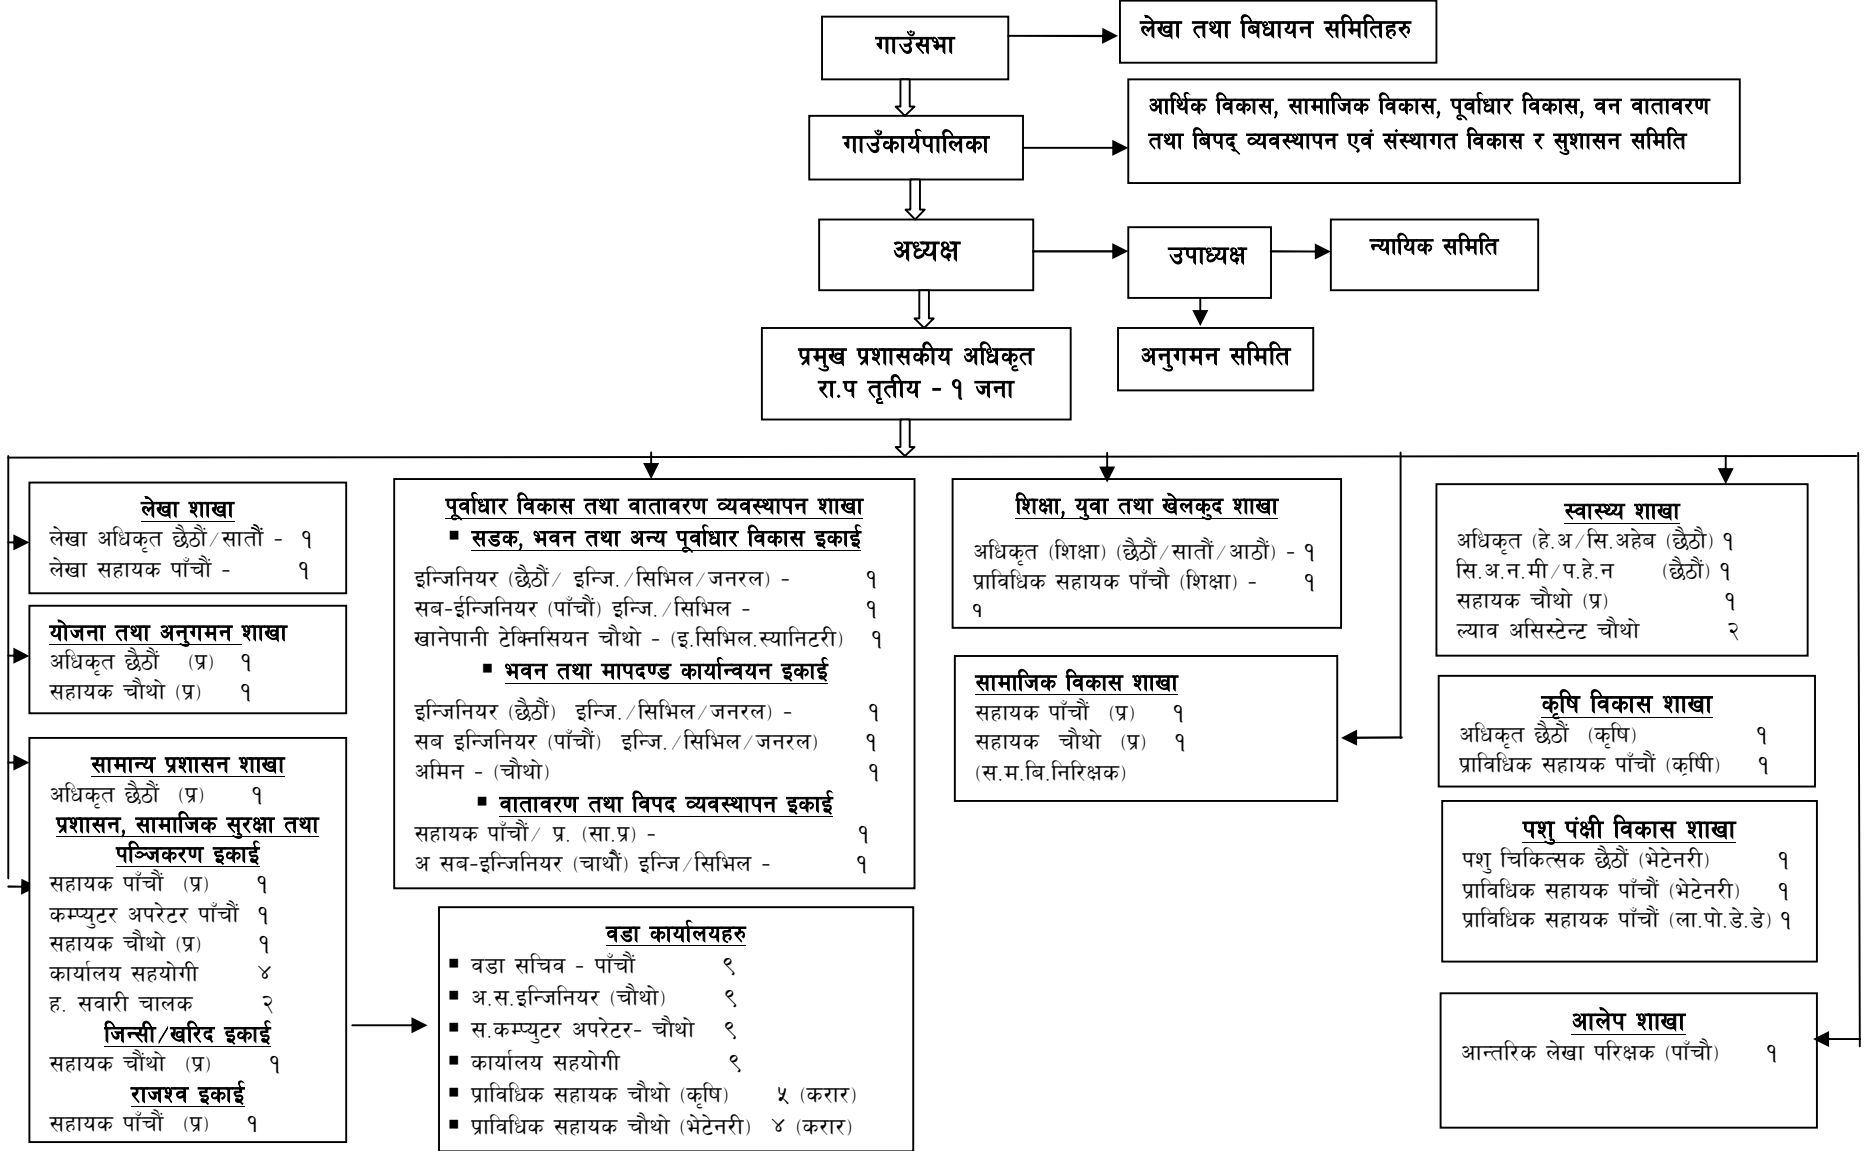 गाउँसभा
लेखा तथा बिधायन समितिहरु
गाउँकार्यपालिका
आर्थिक विकास, सामाजिक विकास, पूर्वाधार विकास, वन वातावरण
तथा बिपद् व्यवस्थापन एवं संस्थागत विकास र सुशासन समिति
अध्यक्ष
उपाध्यक्ष
न्यायिक समिति
अनुगमन समिति
प्रमुख प्रशासकीय अधिकृत
रा.प तृतीय - १ जना
लेखा शाखा
लेखा अधिकृत छैठौं/सातौं - १
लेखा सहायक पाँचौं - १
योजना तथा अनुगमन शाखा
अधिकृत छैठौं (प्र) १
सहायक चौथो (प्र) १
सामान्य प्रशासन शाखा
अधिकृत छैठौं (प्र) १
प्रशासन, सामाजिक सुरक्षा तथा
पञ्जिकरण इकाई
सहायक पाँचौं (प्र) १
कम्प्युटर अपरेटर पाँचौं १
सहायक चौथो (प्र) १
कार्यालय सहयोगी ४
ह. सवारी चालक २
जिन्सी/खरिद इकाई
सहायक चौंथो (प्र) १
राजश्व इकाई
सहायक पाँचौं (प्र) १
पूर्वाधार विकास तथा वातावरण व्यवस्थापन शाखा
▪ सडक, भवन तथा अन्य पूर्वाधार विकास इकाई
इन्जिनियर (छैठौं/ इन्जि./सिभिल/जनरल) - १
सब-ईन्जिनियर (पाँचौं) इन्जि./सिभिल - १
खानेपानी टेक्निसियन चौथो - (इ.सिभिल.स्यानिटरी) १
▪ भवन तथा मापदण्ड कार्यान्वयन इकाई
इन्जिनियर (छैठौं) इन्जि./सिभिल/जनरल) - १
सब इन्जिनियर (पाँचौं) इन्जि./सिभिल/जनरल) १
अमिन - (चौथो) १
▪ वातावरण तथा विपद व्यवस्थापन इकाई
सहायक पाँचौं/ प्र. (सा.प्र) - १
अ सब-इन्जिनियर (चाथौं) इन्जि/सिभिल - १
वडा कार्यालयहरु
▪ वडा सचिव - पाँचौं ९
▪ अ.स.इन्जिनियर (चौथो) ९
▪ स.कम्प्युटर अपरेटर- चौथो ९
▪ कार्यालय सहयोगी ९
▪ प्राविधिक सहायक चौथो (कृषि) ५ (करार)
▪ प्राविधिक सहायक चौथो (भेटेनरी) ४ (करार)
शिक्षा, युवा तथा खेलकुद शाखा
अधिकृत (शिक्षा) (छैठौं/सातौं/आठौं) - १
प्राविधिक सहायक पाँचौ (शिक्षा) - १
१
सामाजिक विकास शाखा
सहायक पाँचौं (प्र) १
सहायक चौथो (प्र) १
(स.म.बि.निरिक्षक)
स्वास्थ्य शाखा
अधिकृत (हे.अ/सि.अहेब (छैठौ) १
सि.अ.न.मी/प.हे.न (छैठौं) १
सहायक चौथो (प्र) १
ल्याव असिस्टेन्ट चौथो २
कृषि विकास शाखा
अधिकृत छैठौं (कृषि) १
प्राविधिक सहायक पाँचौं (कृषिी) १
पशु पंक्षी विकास शाखा
पशु चिकित्सक छैठौं (भेटेनरी) १
प्राविधिक सहायक पाँचौं (भेटेनरी) १
प्राविधिक सहायक पाँचौं (ला.पो.डे.डे) १
आलेप शाखा
आन्तरिक लेखा परिक्षक (पाँचौ) १